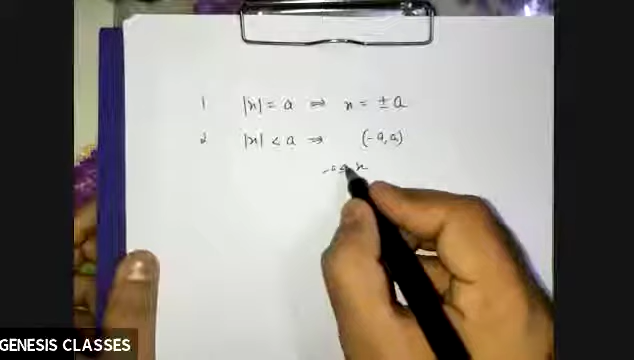 1 |x| = a ⇒ x = ± a
2 |x| < a ⇒ (-a, a)
x
GENESIS CLASSES